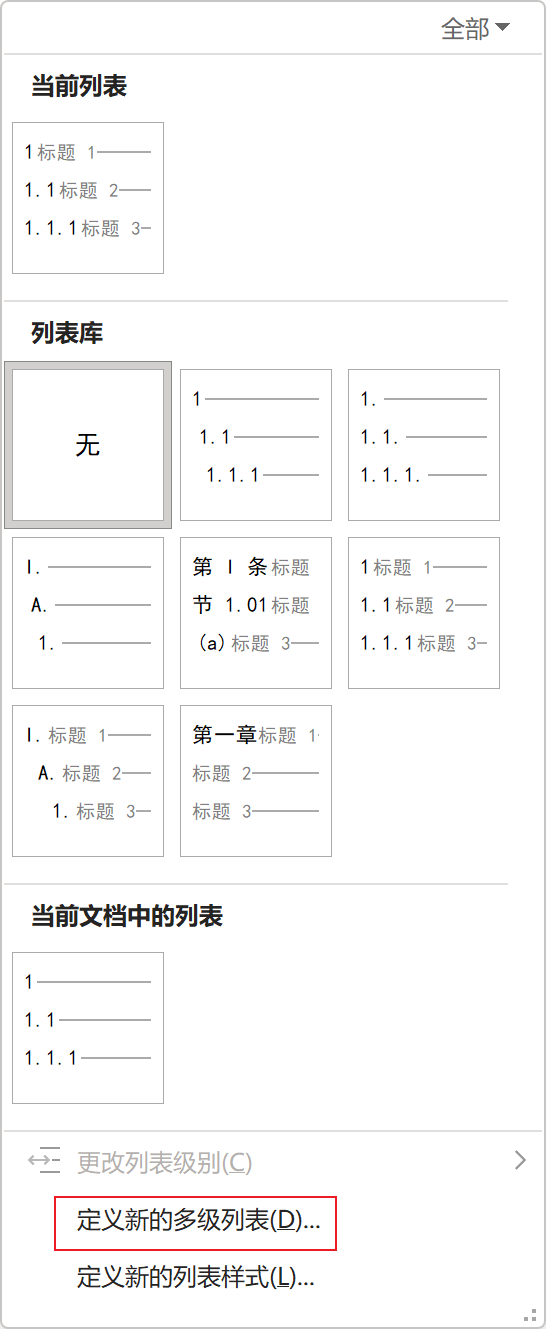 全部
当前列表
1标题 1
1.1标题 2
1.1.1标题 3
列表库
无
1
1.1
1.1.1
1.
1.1.
1.1.1.
I.
A.
1.
第 I 条标题
节 1.01标题
(a)标题 3
1标题 1
1.1标题 2
1.1.1标题 3
I.标题 1
A.标题 2
1.标题 3
第一章标题 1
标题 2
标题 3
当前文档中的列表
1
1.1
1.1.1
更改列表级别(C)
定义新的多级列表(D)...
定义新的列表样式(L)...